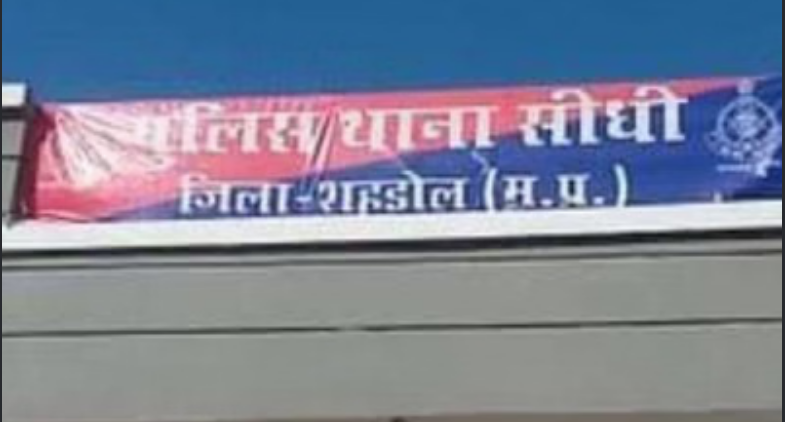 पुलिस थाना सीधी
जिला-शहडोल (म.प्र.)